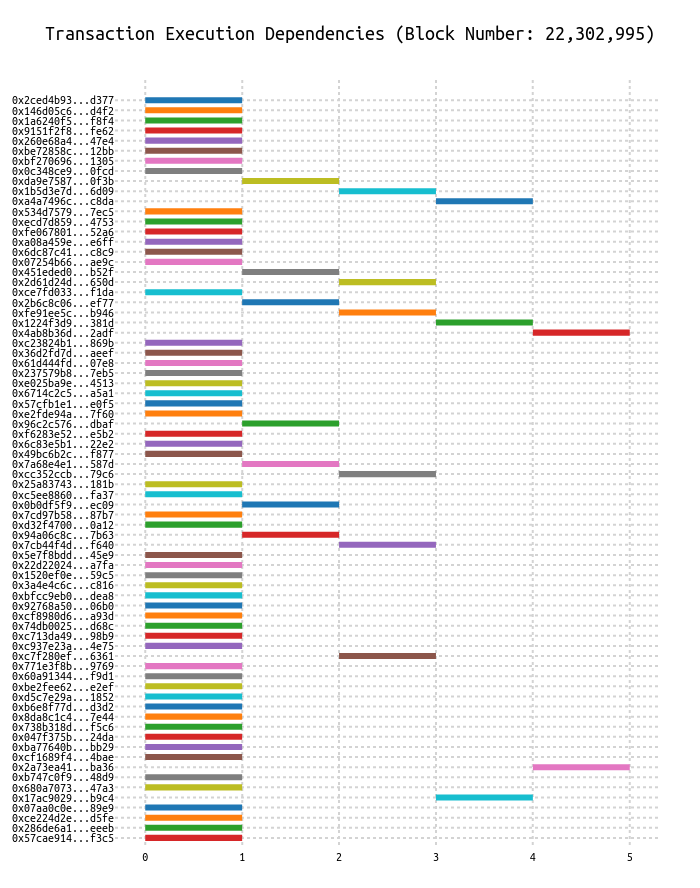 Transaction Execution Dependencies (Block Number: 22,302,995)
0x2ced4b93...d377
0x146d05c6...d4f2
0x1a6240f5...f8f4
0x9151f2f8...fe62
0x260e68a4...47e4
0xbe72858c...12bb
0xbf270696...1305
0x0c348ce9...0fcd
0xda9e7587...0f3b
0x1b5d3e7d...6d09
0xa4a7496c...c8da
0x534d7579...7ec5
0xecd7d859...4753
0xfe067801...52a6
0xa08a459e...e6ff
0x6dc87c41...c8c9
0x07254b66...ae9c
0x451eded0...b52f
0x2d61d24d...650d
0xce7fd033...f1da
0x2b6c8c06...ef77
0xfe91ee5c...b946
0x1224f3d9...381d
0x4ab8b36d...2adf
0xc23824b1...869b
0x36d2fd7d...aeef
0x61d444fd...07e8
0x237579b8...7eb5
0xe025ba9e...4513
0x6714c2c5...a5a1
0x57cfb1e1...e0f5
0xe2fde94a...7f60
0x96c2c576...dbaf
0xf6283e52...e5b2
0x6c83e5b1...22e2
0x49bc6b2c...f877
0x7a68e4e1...587d
0xcc352ccb...79c6
0x25a83743...181b
0xc5ee8860...fa37
0x0b0df5f9...ec09
0x7cd97b58...87b7
0xd32f4700...0a12
0x94a06c8c...7b63
0x7cb44f4d...f640
0x5e7f8bdd...45e9
0x22d22024...a7fa
0x1520ef0e...59c5
0x3a4e4c6c...c816
0xbfcc9eb0...dea8
0x92768a50...06b0
0xcf8980d6...a93d
0x74db0025...d68c
0xc713da49...98b9
0xc937e23a...4e75
0xc7f280ef...6361
0x771e3f8b...9769
0x60a91344...f9d1
0xbe2fee62...e2ef
0xd5c7e29a...1852
0xb6e8f77d...d3d2
0x8da8c1c4...7e44
0x738b318d...f5c6
0x047f375b...24da
0xba77640b...bb29
0xcf1689f4...4bae
0x2a73ea41...ba36
0xb747c0f9...48d9
0x680a7073...47a3
0x17ac9029...b9c4
0x07aa0c0e...89e9
0xce224d2e...d5fe
0x286de6a1...eeeb
0x57cae914...f3c5
0 1 2 3 4 5